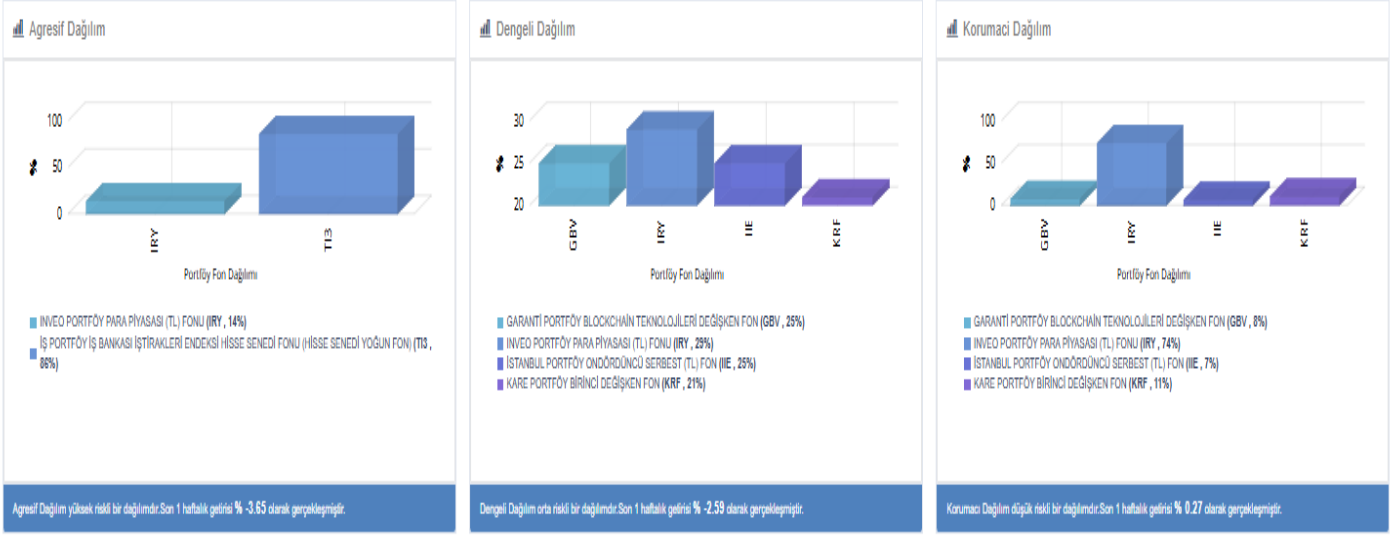 Agresif Dağılım
%
100
50
0
IRY
TI3
Portföy Fon Dağılımı
INVEO PORTFÖY PARA PİYASASI (TL) FONU (IRY , 14%)
İŞ PORTFÖY İŞ BANKASI İŞTİRAKLERİ ENDEKSİ HİSSE SENEDİ FONU (HİSSE SENEDİ YOĞUN FON) (TI3 ,
86%)
Agresif Dağılım yüksek riskli bir dağılımdır.Son 1 haftalık getirisi % -3.65 olarak gerçekleşmiştir.
Dengeli Dağılım
%
30
25
20
GBV
IRY
IIE
KRF
Portföy Fon Dağılımı
GARANTİ PORTFÖY BLOCKCHAİN TEKNOLOJİLERİ DEĞİŞKEN FON (GBV , 25%)
INVEO PORTFÖY PARA PİYASASI (TL) FONU (IRY , 29%)
İSTANBUL PORTFÖY ONDÖRDÜNCÜ SERBEST (TL) FON (IIE , 25%)
KARE PORTFÖY BİRİNCİ DEĞİŞKEN FON (KRF , 21%)
Dengeli Dağılım orta riskli bir dağılımdır.Son 1 haftalık getirisi % -2.59 olarak gerçekleşmiştir.
Korumaci Dağılım
%
100
50
0
GBV
IRY
IIE
KRF
Portföy Fon Dağılımı
GARANTİ PORTFÖY BLOCKCHAİN TEKNOLOJİLERİ DEĞİŞKEN FON (GBV , 8%)
INVEO PORTFÖY PARA PİYASASI (TL) FONU (IRY , 74%)
İSTANBUL PORTFÖY ONDÖRDÜNCÜ SERBEST (TL) FON (IIE , 7%)
KARE PORTFÖY BİRİNCİ DEĞİŞKEN FON (KRF , 11%)
Korumacı Dağılım düşük riskli bir dağılımdır.Son 1 haftalık getirisi % 0.27 olarak gerçekleşmiştir.